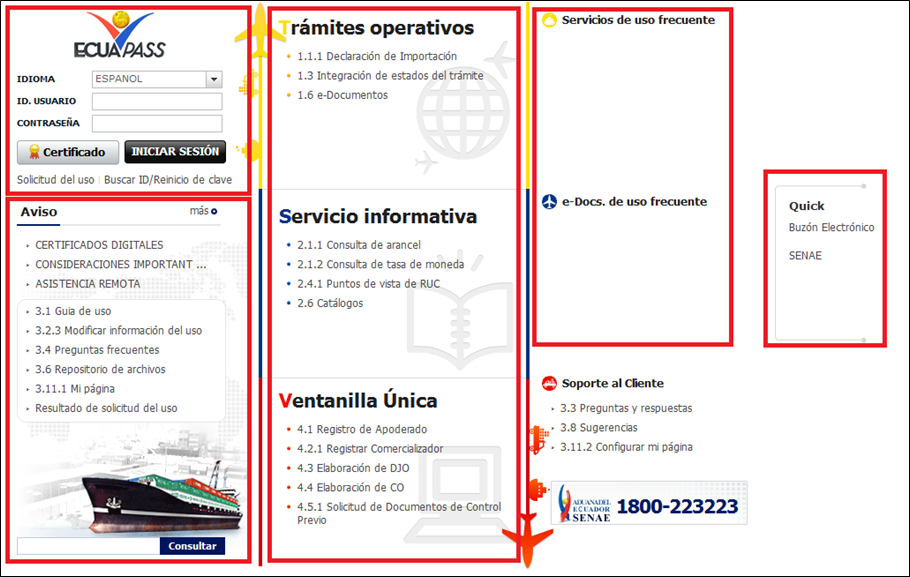 ECUAPASS
IDIOMA
ESPANOL
ID. USUARIO
CONTRASEÑA
Certificado
INICIAR SESIÓN
Solicitud del uso | Buscar ID/Reinicio de clave
Aviso
más
CERTIFICADOS DIGITALES
CONSIDERACIONES IMPORTANT ...
ASISTENCIA REMOTA
3.1 Guia de uso
3.2.3 Modificar información del uso
3.4 Preguntas frecuentes
3.6 Repositorio de archivos
3.11.1 Mi página
Resultado de solicitud del uso
Consultar
Trámites operativos
1.1.1 Declaración de Importación
1.3 Integración de estados del trámite
1.6 e-Documentos
Servicio informativa
2.1.1 Consulta de arancel
2.1.2 Consulta de tasa de moneda
2.4.1 Puntos de vista de RUC
2.6 Catálogos
Ventanilla Única
4.1 Registro de Apoderado
4.2.1 Registrar Comercializador
4.3 Elaboración de DJO
4.4 Elaboración de CO
4.5.1 Solicitud de Documentos de Control
Previo
Servicios de uso frecuente
e-Docs. de uso frecuente
Soporte al Cliente
3.3 Preguntas y respuestas
3.8 Sugerencias
3.11.2 Configurar mi página
ADUANA DEL
ECUADOR
SENAE
1800-223223
Quick
Buzón Electrónico
SENAE